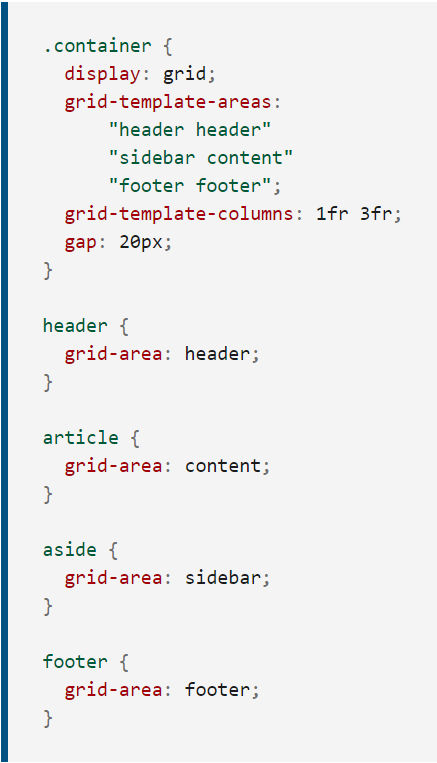 .container {
  display: grid;
  grid-template-areas:
      "header header"
      "sidebar content"
      "footer footer";
  grid-template-columns: 1fr 3fr;
  gap: 20px;
}

header {
  grid-area: header;
}

article {
  grid-area: content;
}

aside {
  grid-area: sidebar;
}

footer {
  grid-area: footer;
}